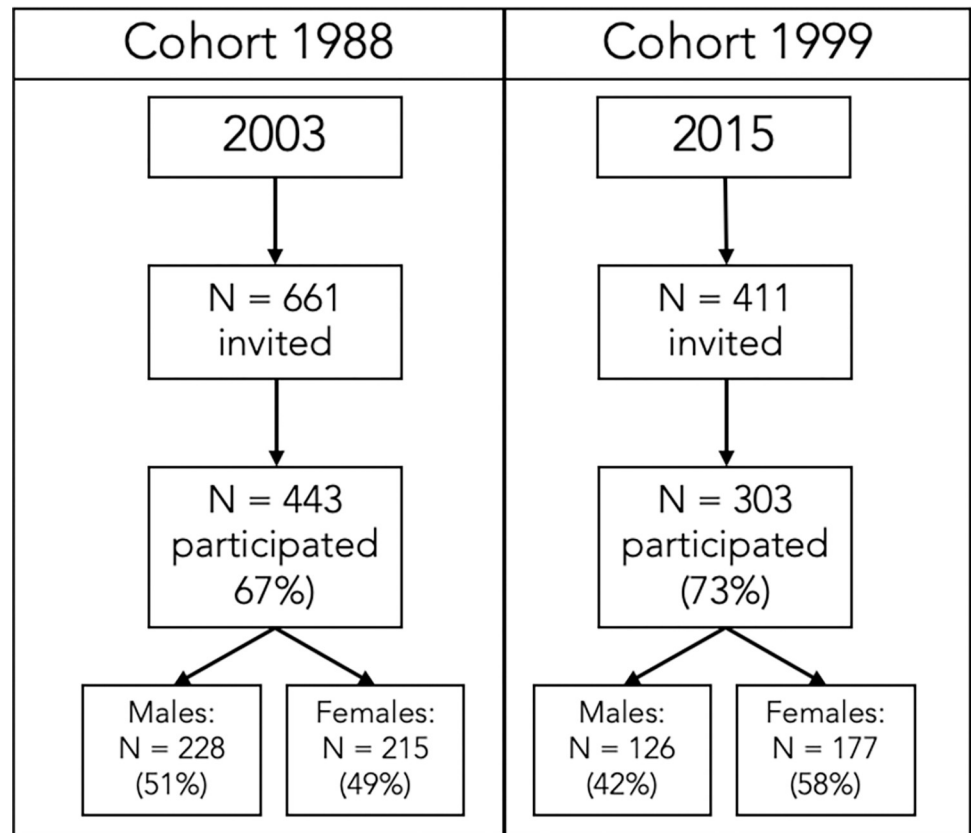 Cohort 1988
2003
N = 661
invited
N = 443
participated
67%)
Males:
N = 228
(51%)
Females:
N = 215
(49%)
Cohort 1999
2015
N = 411
invited
N = 303
participated
(73%)
Males:
N = 126
(42%)
Females:
N = 177
(58%)